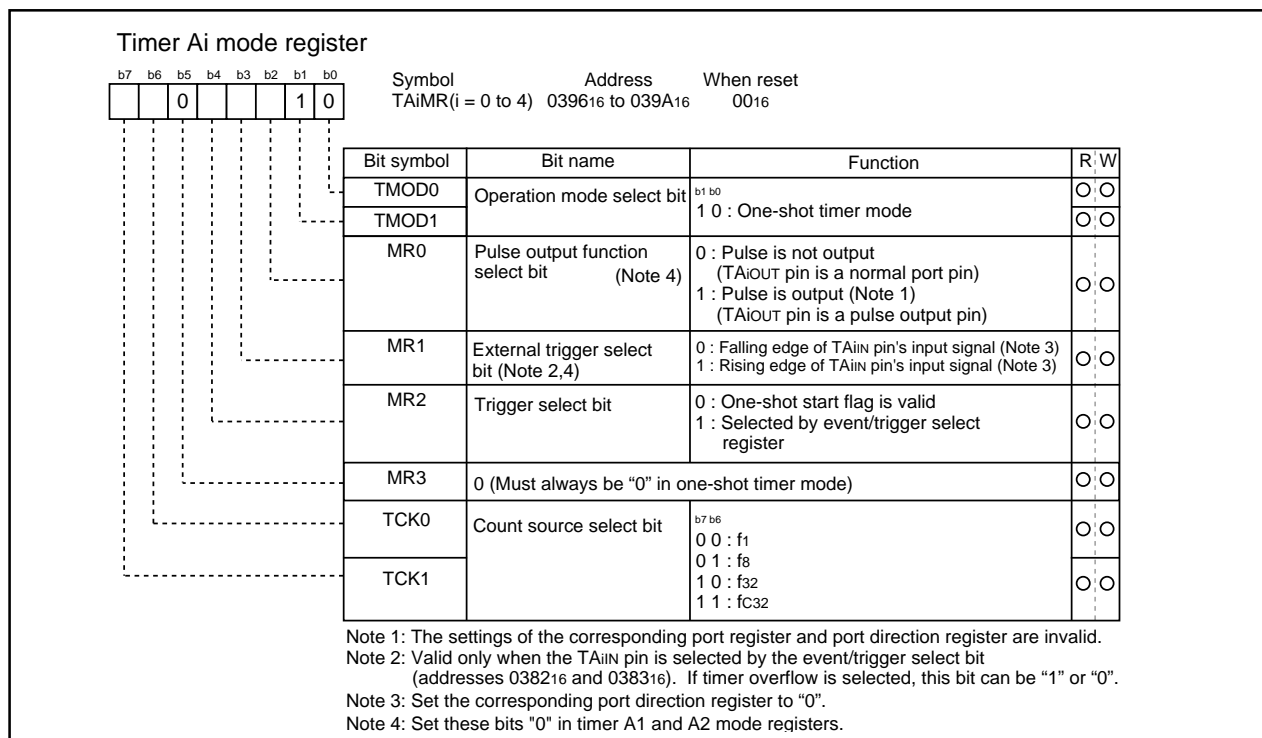 Timer Ai mode register
b7 b6 b5 b4 b3 b2 b1 b0
0 1 0
Symbol Address When reset
TAiMR(i = 0 to 4) 039616 to 039A16 0016
Bit symbol Bit name Function R W
TMOD0 Operation mode select bit b1 b0
1 0 : One-shot timer mode
TMOD1
MR0 Pulse output function 0 : Pulse is not output
select bit (Note 4) (TAiOUT pin is a normal port pin)
1 : Pulse is output (Note 1)
(TAiOUT pin is a pulse output pin)
MR1 External trigger select 0 : Falling edge of TAiIN pin's input signal (Note 3)
bit (Note 2,4) 1 : Rising edge of TAiIN pin's input signal (Note 3)
MR2 Trigger select bit 0 : One-shot start flag is valid
1 : Selected by event/trigger select
register
MR3 0 (Must always be “0” in one-shot timer mode)
TCK0 Count source select bit b7 b6
0 0 : f1
0 1 : f8
TCK1 1 0 : f32
1 1 : fC32
Note 1: The settings of the corresponding port register and port direction register are invalid.
Note 2: Valid only when the TAiIN pin is selected by the event/trigger select bit
(addresses 038216 and 038316). If timer overflow is selected, this bit can be “1” or “0”.
Note 3: Set the corresponding port direction register to “0”.
Note 4: Set these bits "0" in timer A1 and A2 mode registers.